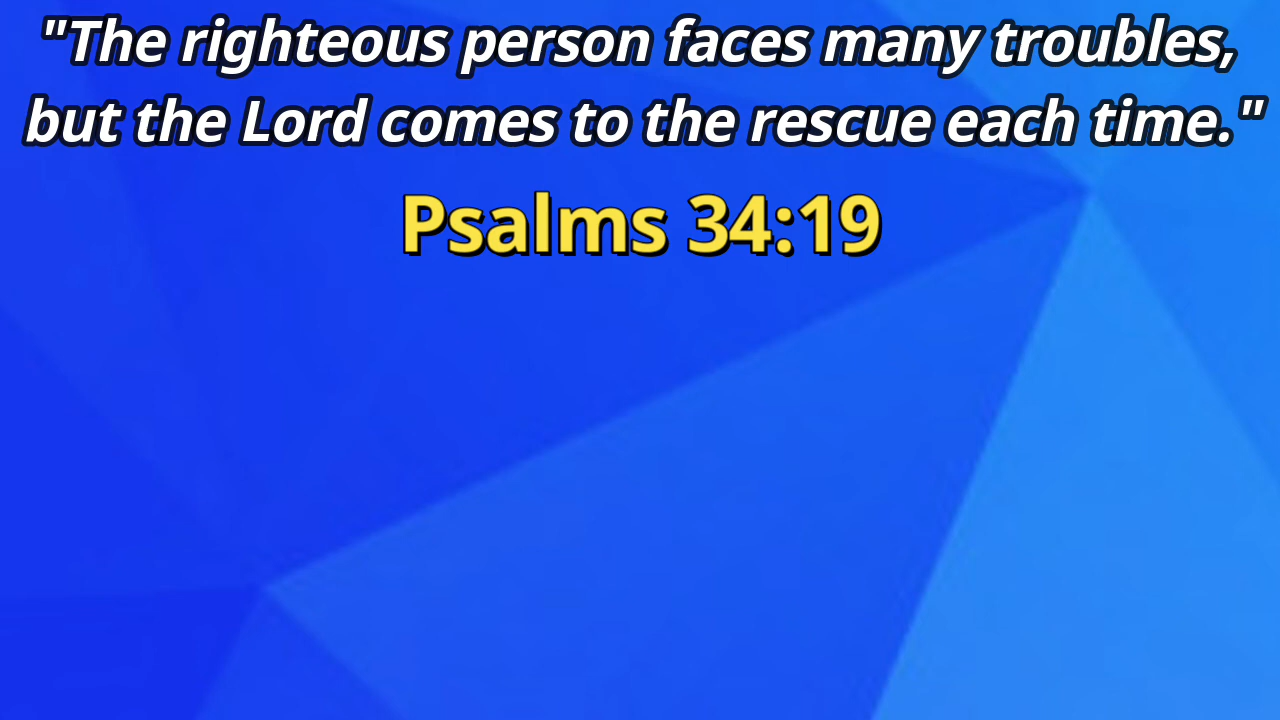 "The righteous person faces many troubles,
but the Lord comes to the rescue each time."
Psalms 34:19